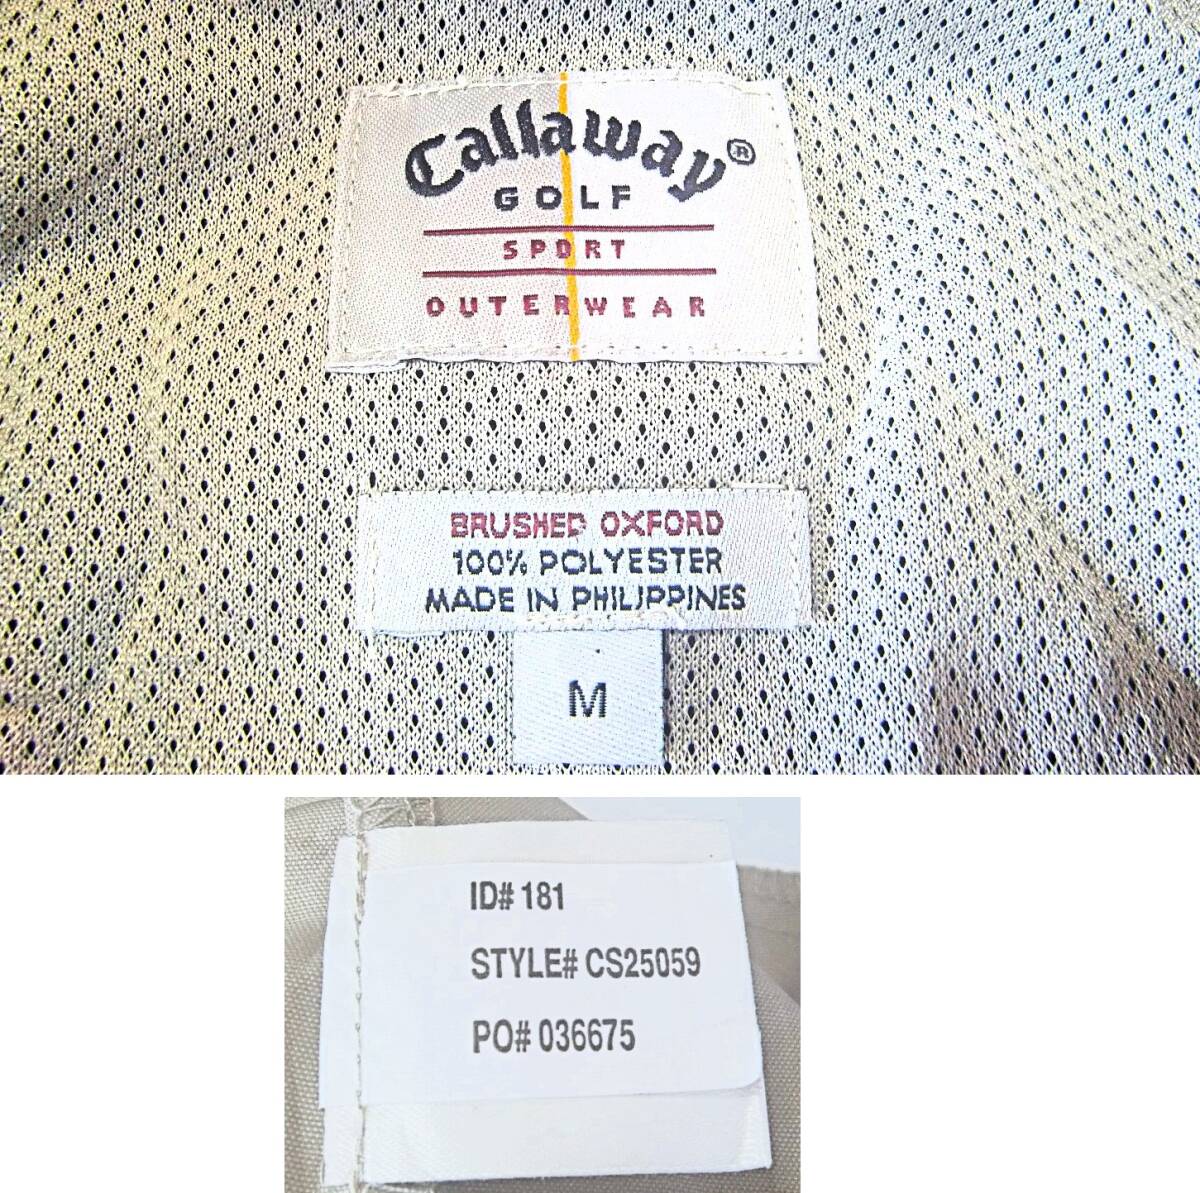 Callaway®
GOLF
SPORT
OUTERWEAR
BRUSHED OXFORD
100% POLYESTER
MADE IN PHILIPPINES
M
ID# 181
STYLE# CS25059
PO# 036675